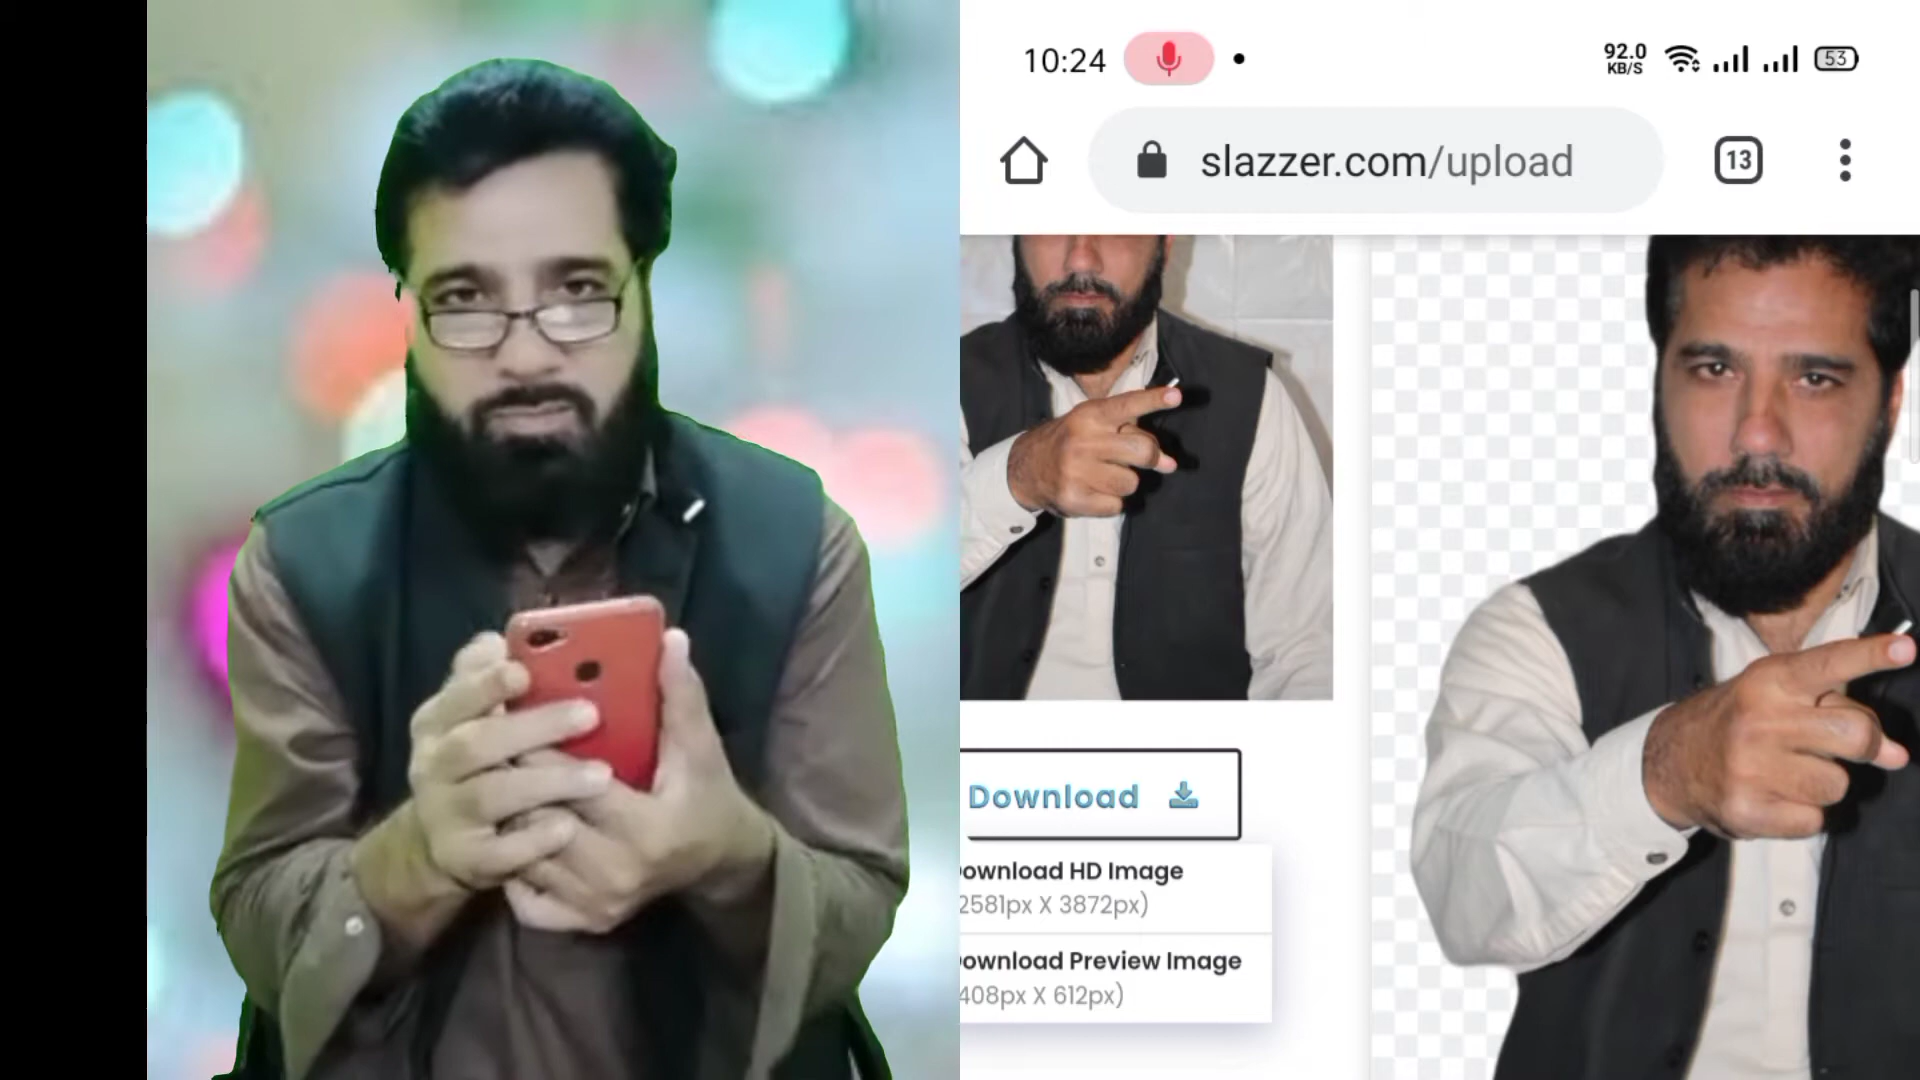 10:24
92.0
KB/S
53
slazzer.com/upload
13
Download
ownload HD Image
2581px X 3872px)
ownload Preview Image
408px X 612px)